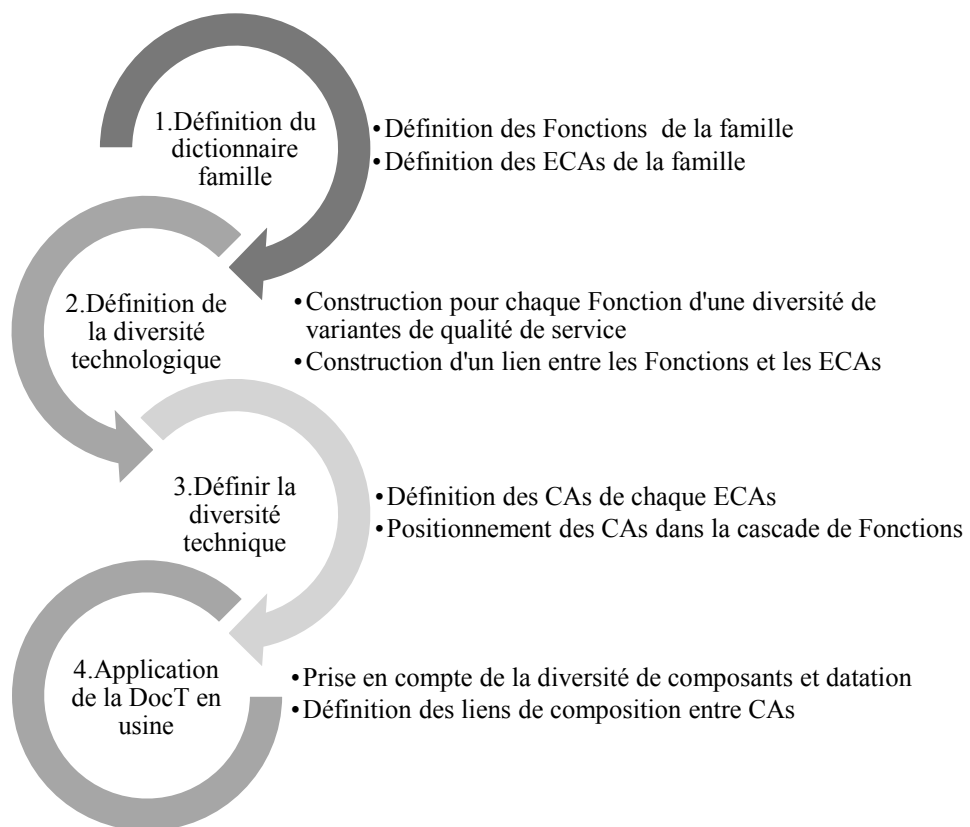 1.Définition du
dictionnaire
famille
•Définition des Fonctions de la famille
•Définition des ECAs de la famille
2.Définition de
la diversité
technologique
•Construction pour chaque Fonction d'une diversité de
variantes de qualité de service
•Construction d'un lien entre les Fonctions et les ECAs
3.Définir la
diversité
technique
•Définition des CAs de chaque ECAs
•Positionnement des CAs dans la cascade de Fonctions
4.Application
de la DocT en
usine
•Prise en compte de la diversité de composants et datation
•Définition des liens de composition entre CAs